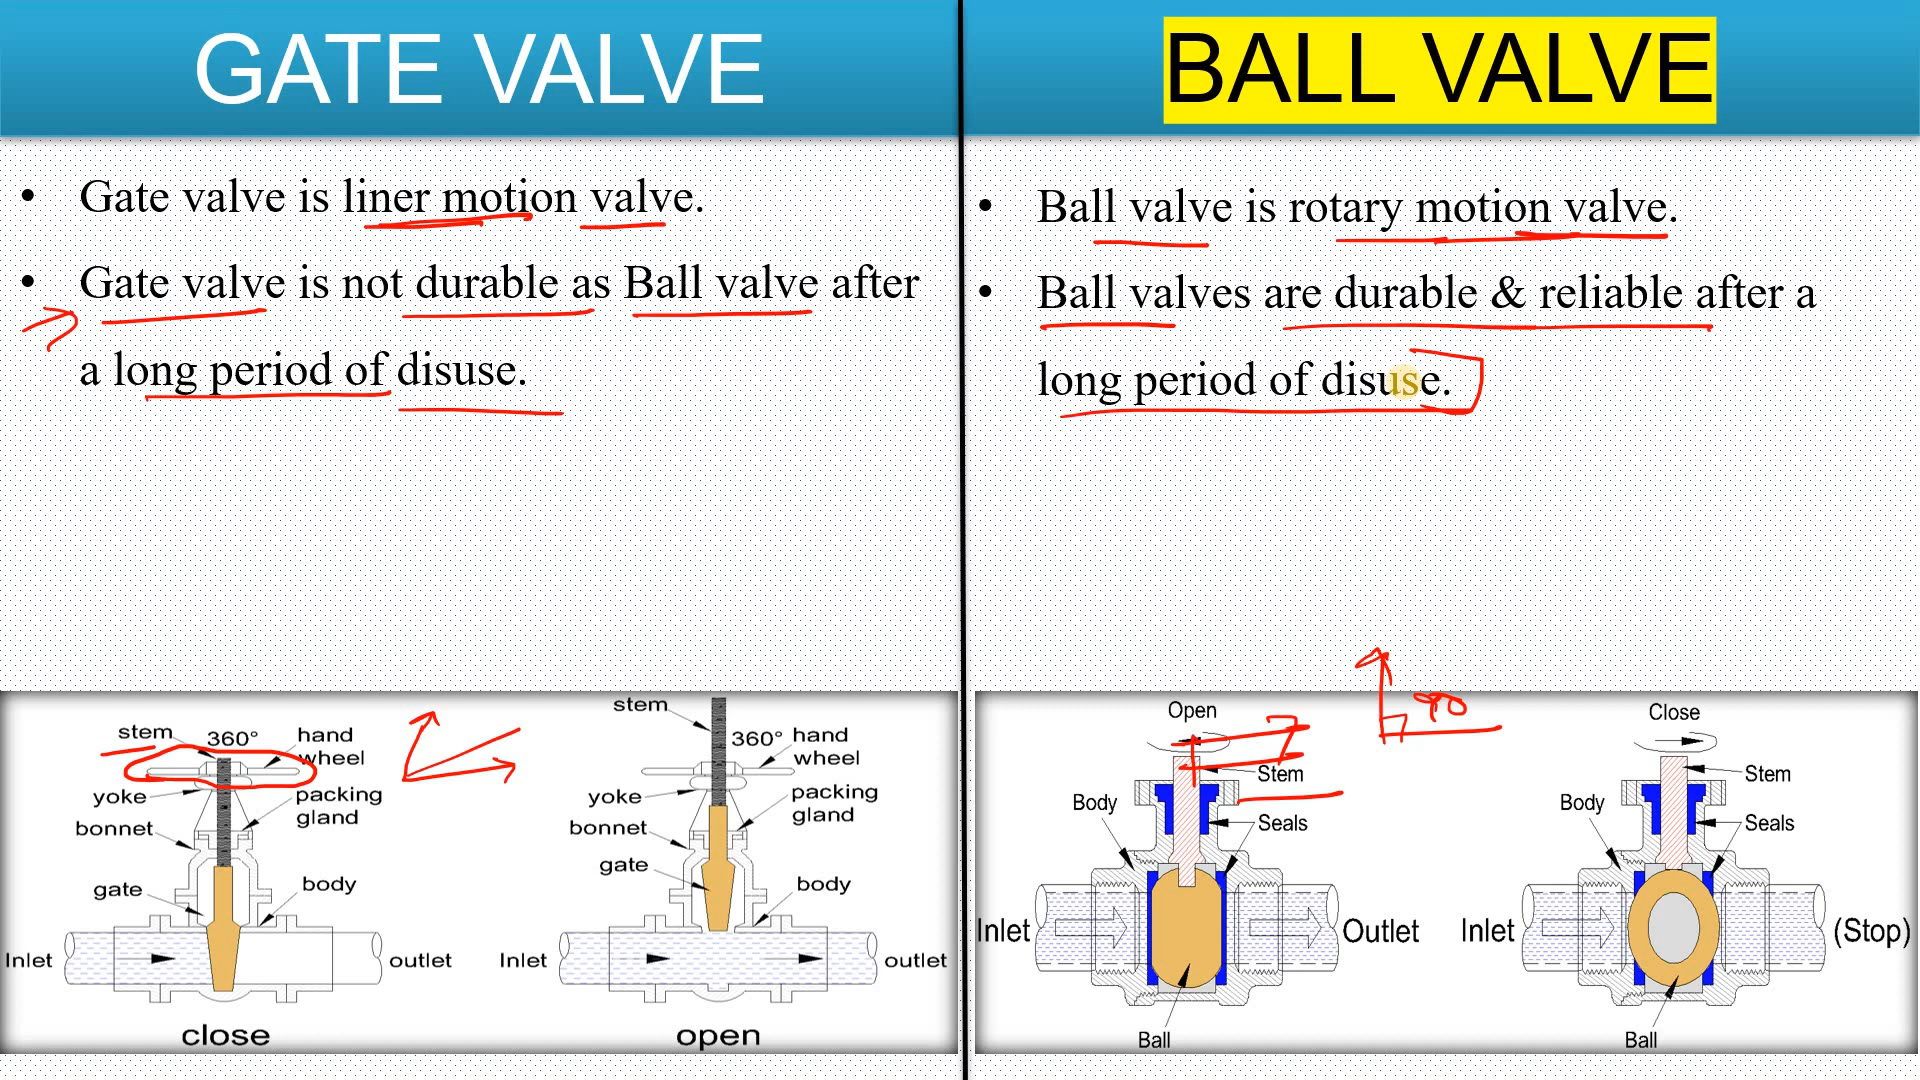 GATE VALVE
• Gate valve is liner motion valve.
• Gate valve is not durable as Ball valve after
a long period of disuse.
stem
360°
hand
wheel
yoke
packing
gland
bonnet
gate
body
Inlet
outlet
close
stem
360°
hand
wheel
yoke
packing
gland
bonnet
gate
body
Inlet
outlet
open
BALL VALVE
• Ball valve is rotary motion valve.
• Ball valves are durable & reliable after a
long period of disuse.
90
Open
Stem
Body
Seals
Inlet
Outlet
Ball
Close
Stem
Body
Seals
Inlet
(Stop)
Ball